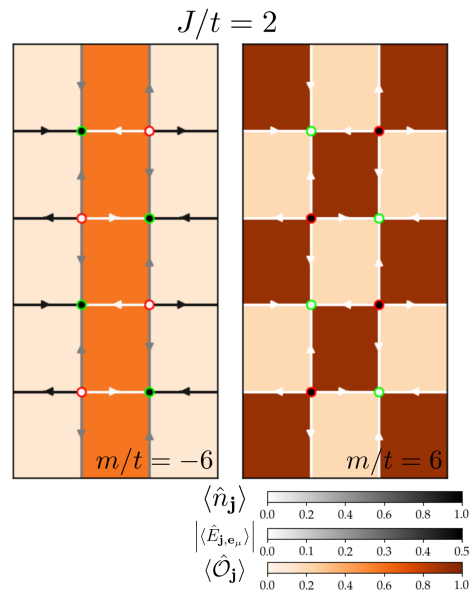 J/t = 2
m/t = −6
m/t = 6
⟨n̂_𝐣⟩
0.0 0.2 0.4 0.6 0.8 1.0
|⟨Ê_{𝐣,𝐞_μ}⟩|
0.0 0.1 0.2 0.3 0.4 0.5
⟨𝒪̂_𝐣⟩
0.0 0.2 0.4 0.6 0.8 1.0